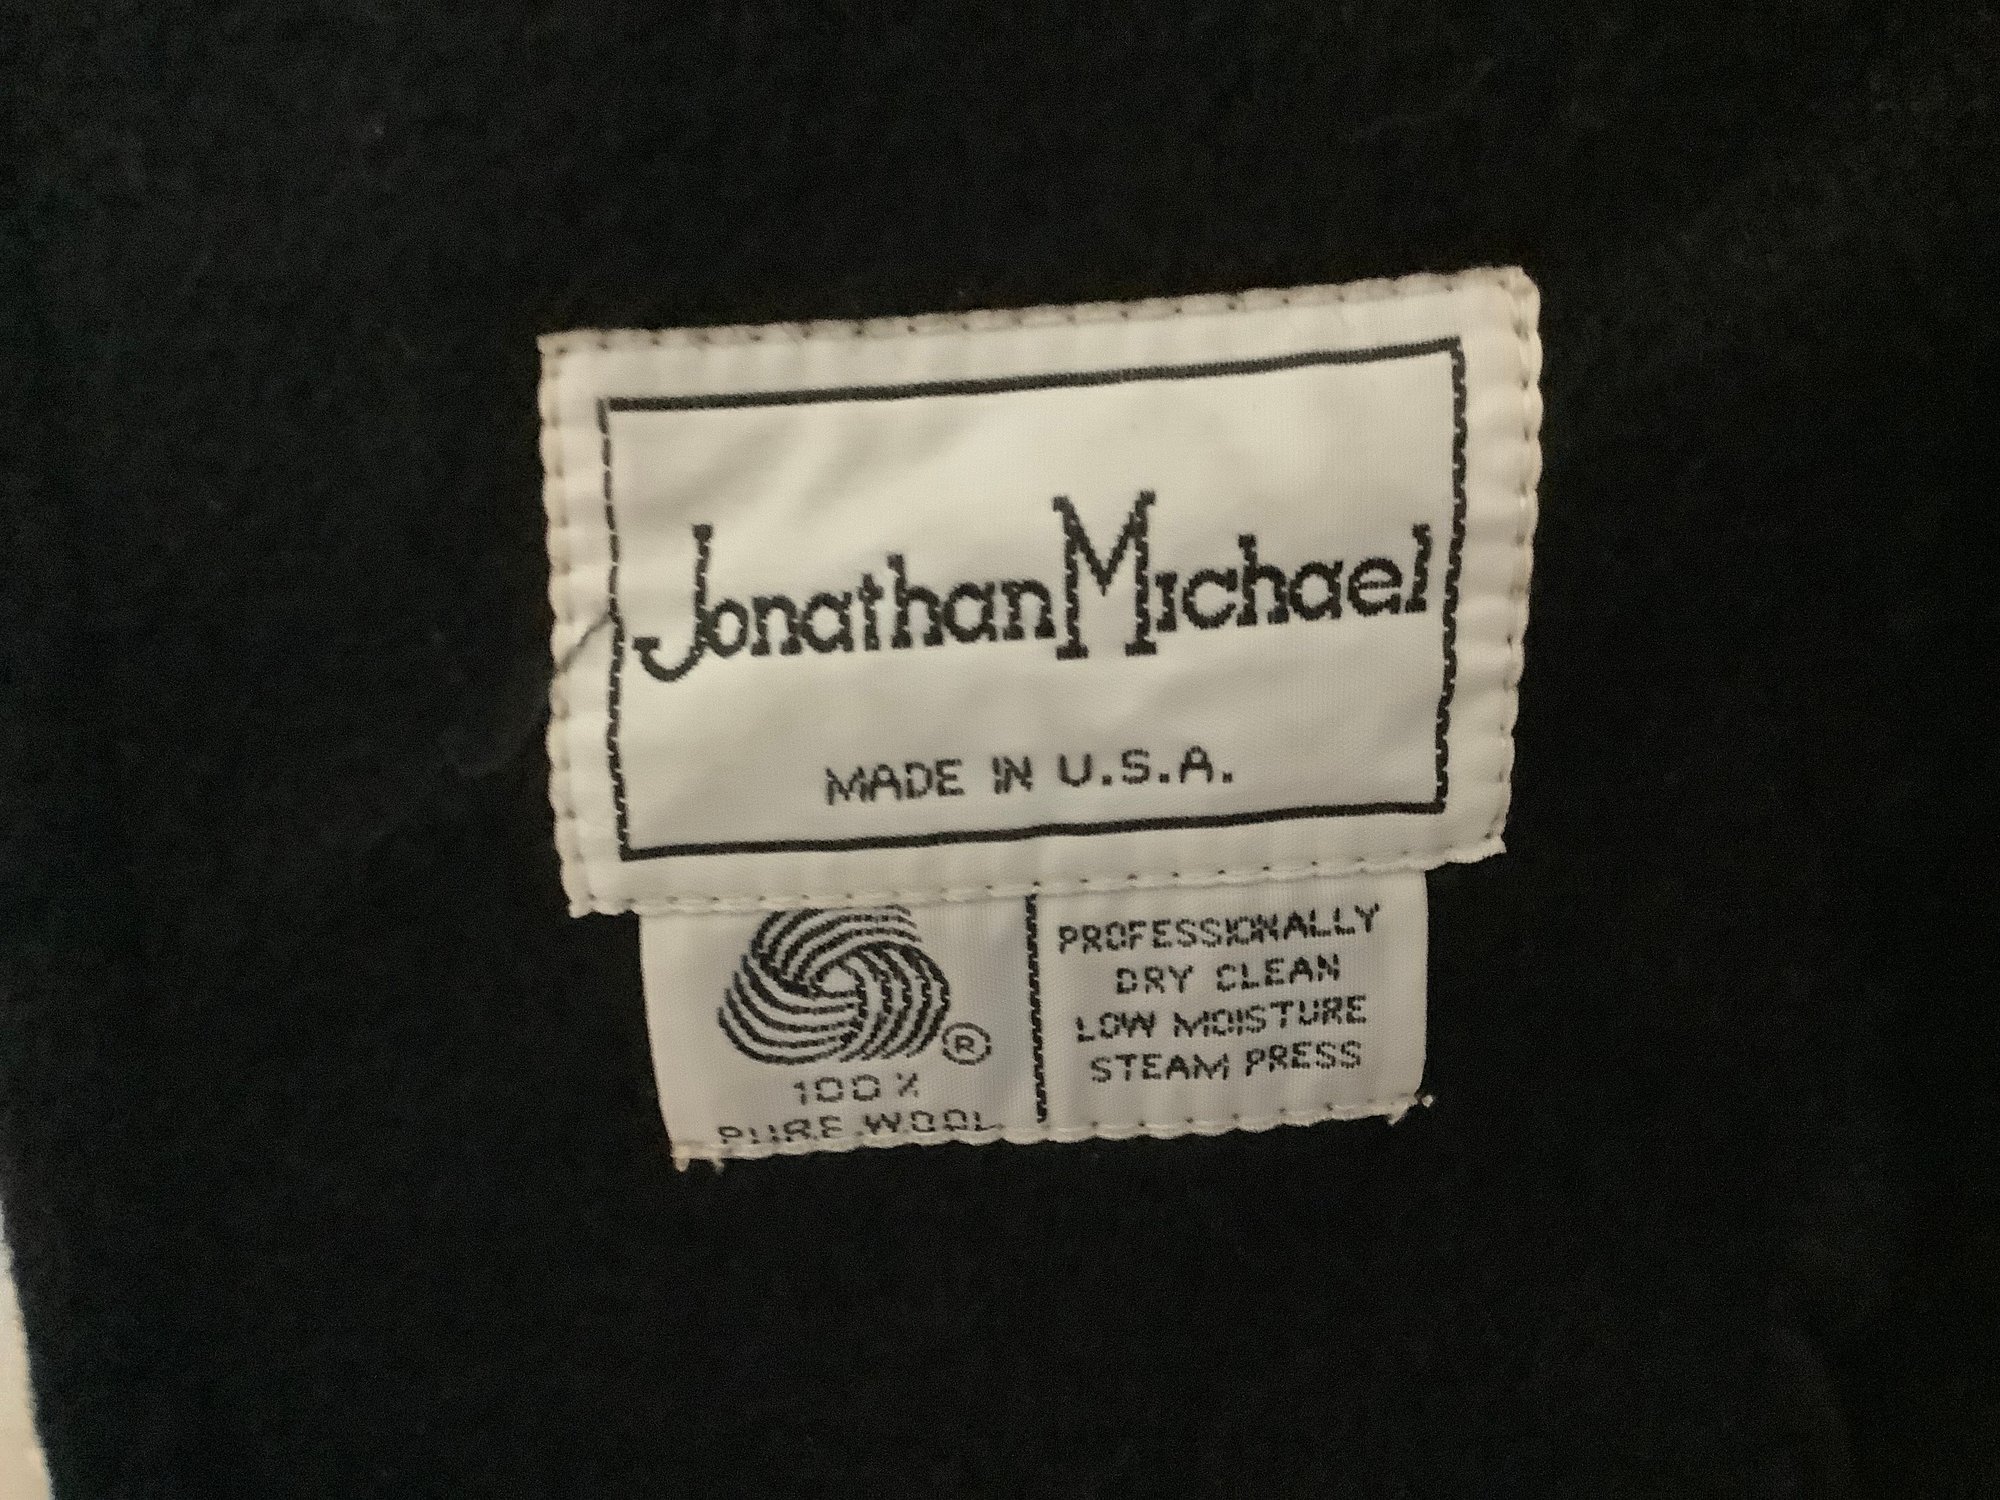 JonathanMichael
MADE IN U.S.A.
®
100%
PURE WOOL
PROFESSIONALLY
DRY CLEAN
LOW MOISTURE
STEAM PRESS